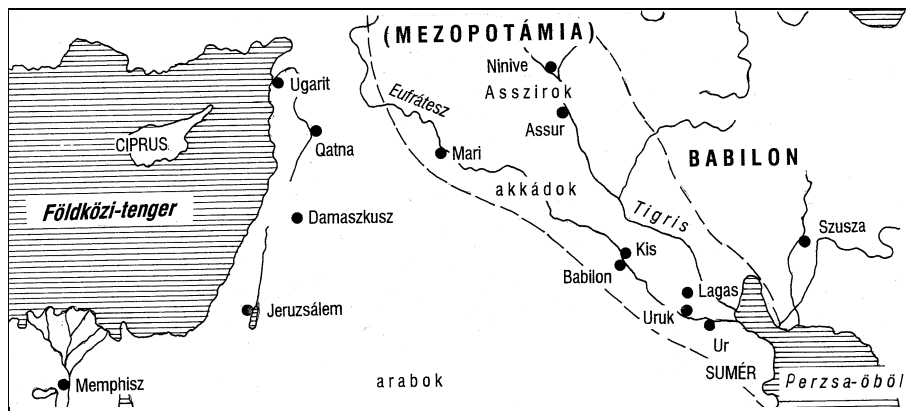 (MEZOPOTÁMIA)
Ninive
Asszirok
Ugarit
Eufrátesz
Assur
CIPRUS
Qatna
Mari
BABILON
akkádok
Földközi-tenger
Damaszkusz
Tigris
Szusza
Kis
Babilon
Lagas
Jeruzsálem
Uruk
Ur
SUMÉR
Memphisz
arabok
Perzsa-öböl